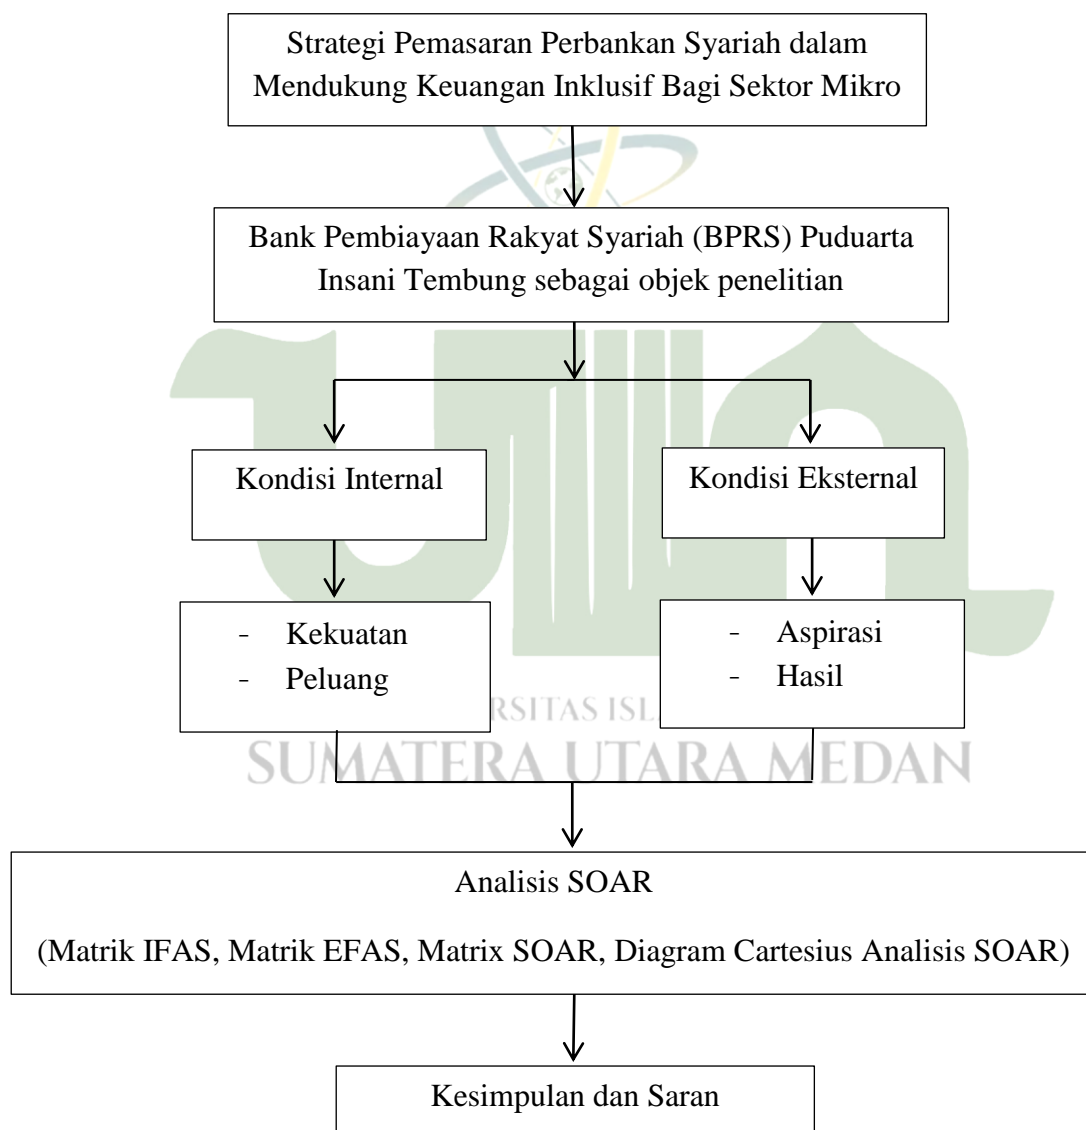 Strategi Pemasaran Perbankan Syariah dalam
Mendukung Keuangan Inklusif Bagi Sektor Mikro
Bank Pembiayaan Rakyat Syariah (BPRS) Puduarta
Insani Tembung sebagai objek penelitian
Kondisi Internal
Kondisi Eksternal
- Kekuatan
- Peluang
- Aspirasi
- Hasil
SUMATERA UTARA MEDAN
Analisis SOAR
(Matrik IFAS, Matrik EFAS, Matrix SOAR, Diagram Cartesius Analisis SOAR)
Kesimpulan dan Saran